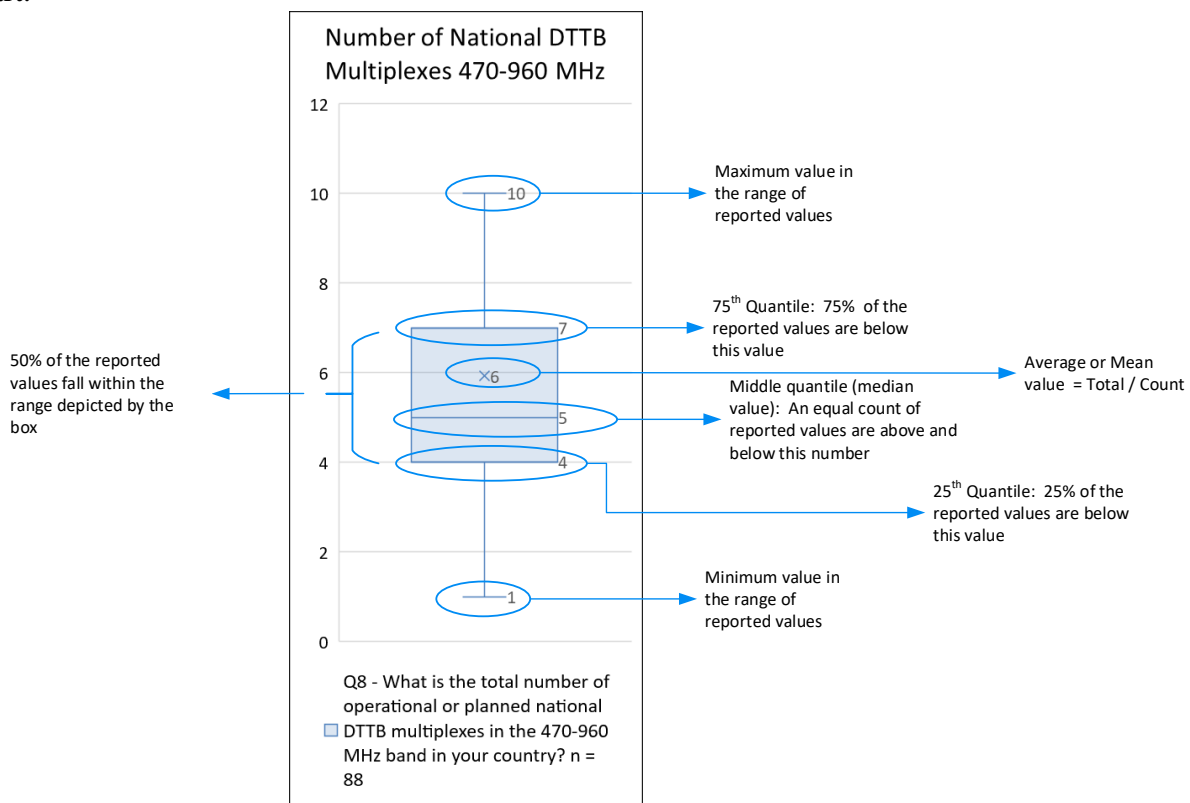 Number of National DTTB
Multiplexes 470-960 MHz
12
10
8
6
4
2
0
10
7
6
5
4
1
Maximum value in
the range of
reported values
75th Quantile: 75% of the
reported values are below
this value
50% of the reported
values fall within the
range depicted by the
box
Average or Mean
value = Total / Count
Middle quantile (median
value): An equal count of
reported values are above and
below this number
25th Quantile: 25% of the
reported values are below
this value
Minimum value in
the range of
reported values
Q8 - What is the total number of
operational or planned national
DTTB multiplexes in the 470-960
MHz band in your country? n =
88